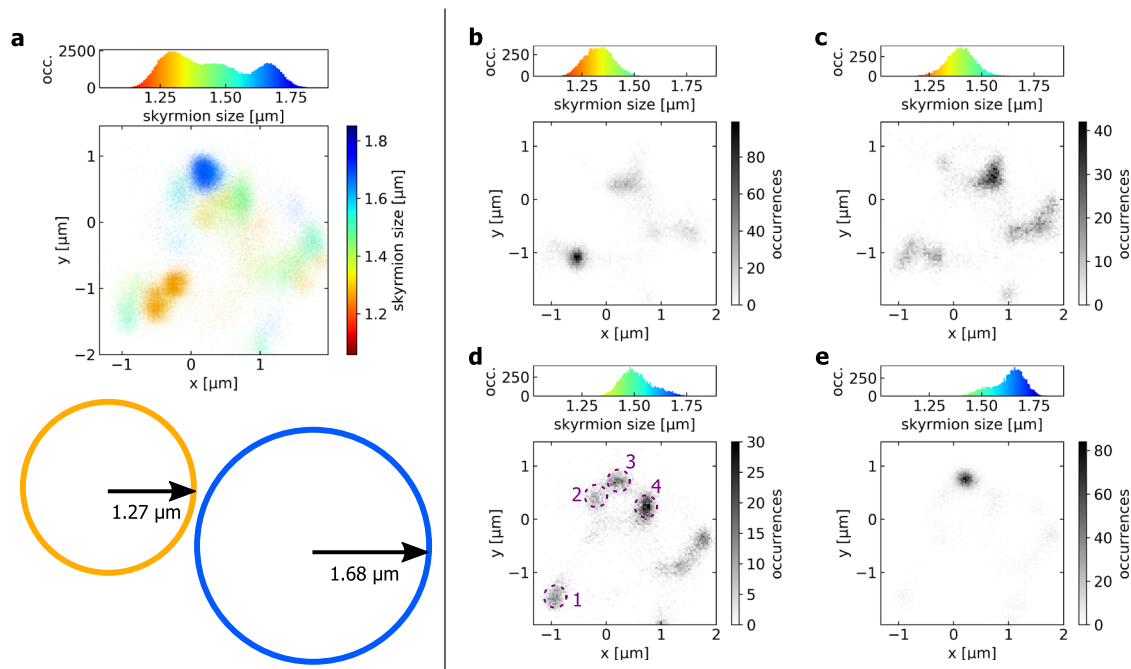 a
occ.
2500
0
1.25 1.50 1.75
skyrmion size [µm]
y [µm]
1
0
−1
−2
−1 0 1
x [µm]
1.8
1.6
1.4
1.2
skyrmion size [µm]
1.27 µm
1.68 µm
b
occ.
250
0
1.25 1.50 1.75
skyrmion size [µm]
y [µm]
1
0
−1
−1 0 1 2
x [µm]
80
60
40
20
0
occurrences
c
occ.
250
0
1.25 1.50 1.75
skyrmion size [µm]
y [µm]
1
0
−1
−1 0 1 2
x [µm]
40
30
20
10
0
occurrences
d
occ.
250
0
1.25 1.50 1.75
skyrmion size [µm]
y [µm]
1
0
−1
3
2
4
1
−1 0 1 2
x [µm]
30
25
20
15
10
5
0
occurrences
e
occ.
250
0
1.25 1.50 1.75
skyrmion size [µm]
y [µm]
1
0
−1
−1 0 1 2
x [µm]
80
60
40
20
0
occurrences